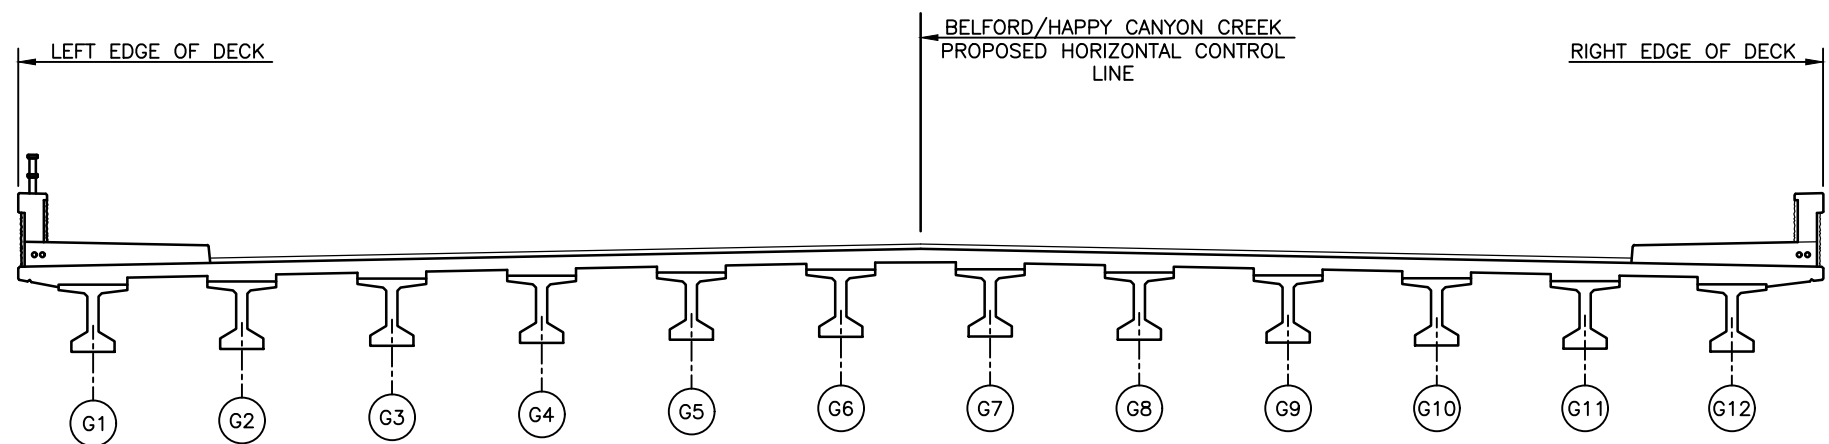 BELFORD/HAPPY CANYON CREEK
PROPOSED HORIZONTAL CONTROL
LINE
LEFT EDGE OF DECK
RIGHT EDGE OF DECK
G1
G2
G3
G4
G5
G6
G7
G8
G9
G10
G11
G12